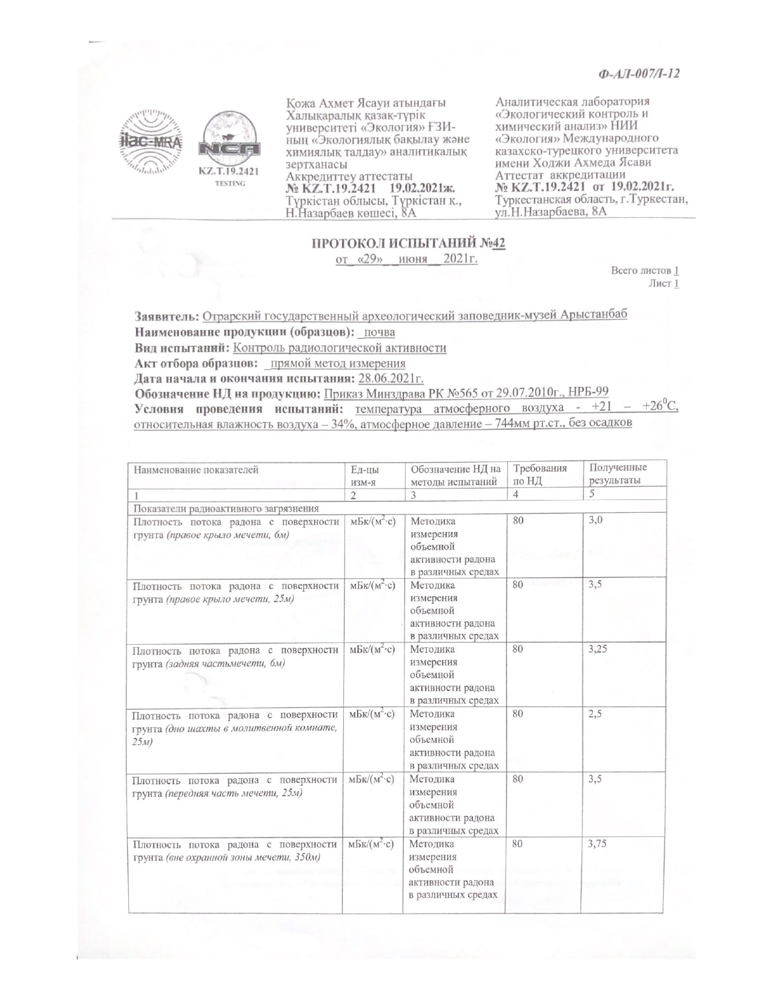 Ф-АЛ-007/I-12
ilac-MRA
NCA
KZ.T.19.2421
TESTING
Қожа Ахмет Ясауи атындағы
Халықаралық қазақ-түрік
университеті «Экология» ҒЗИ-
ның «Экологиялық бақылау және
химиялық талдау» аналитикалық
зертханасы
Аккредиттеу аттестаты
№ KZ.T.19.2421 19.02.2021ж.
Түркістан облысы, Түркістан қ.,
Н.Назарбаев көшесі, 8А
Аналитическая лаборатория
«Экологический контроль и
химический анализ» НИИ
«Экология» Международного
казахско-турецкого университета
имени Ходжи Ахмеда Ясави
Аттестат аккредитации
№ KZ.T.19.2421 от 19.02.2021г.
Туркестанская область, г.Туркестан,
ул.Н.Назарбаева, 8А
ПРОТОКОЛ ИСПЫТАНИЙ №42
от «29» июня 2021г.
Всего листов 1
Лист 1
Заявитель: Отрарский государственный археологический заповедник-музей Арыстанбаб
Наименование продукции (образцов): почва
Вид испытаний: Контроль радиологической активности
Акт отбора образцов: прямой метод измерения
Дата начала и окончания испытания: 28.06.2021г.
Обозначение НД на продукцию: Приказ Минздрава РК №565 от 29.07.2010г., НРБ-99
Условия проведения испытаний: температура атмосферного воздуха - +21 – +26⁰С,
относительная влажность воздуха – 34%, атмосферное давление – 744мм рт.ст., без осадков
Наименование показателей
Ед-цы
изм-я
Обозначение НД на
методы испытаний
Требования
по НД
Полученные
результаты
1 2 3 4 5
Показатели радиоактивного загрязнения
Плотность потока радона с поверхности
грунта (правое крыло мечети, 6м)
мБк/(м²·с)
Методика
измерения
объемной
активности радона
в различных средах
80
3,0
Плотность потока радона с поверхности
грунта (правое крыло мечети, 25м)
мБк/(м²·с)
Методика
измерения
объемной
активности радона
в различных средах
80
3,5
Плотность потока радона с поверхности
грунта (задняя частьмечети, 6м)
мБк/(м²·с)
Методика
измерения
объемной
активности радона
в различных средах
80
3,25
Плотность потока радона с поверхности
грунта (дно шахты в молитвенной комнате,
25м)
мБк/(м²·с)
Методика
измерения
объемной
активности радона
в различных средах
80
2,5
Плотность потока радона с поверхности
грунта (передняя часть мечети, 25м)
мБк/(м²·с)
Методика
измерения
объемной
активности радона
в различных средах
80
3,5
Плотность потока радона с поверхности
грунта (вне охранной зоны мечети, 350м)
мБк/(м²·с)
Методика
измерения
объемной
активности радона
в различных средах
80
3,75